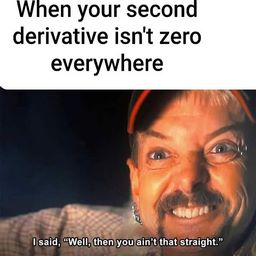 When your second
derivative isn't zero
everywhere
I said, “Well, then you ain't that straight.”